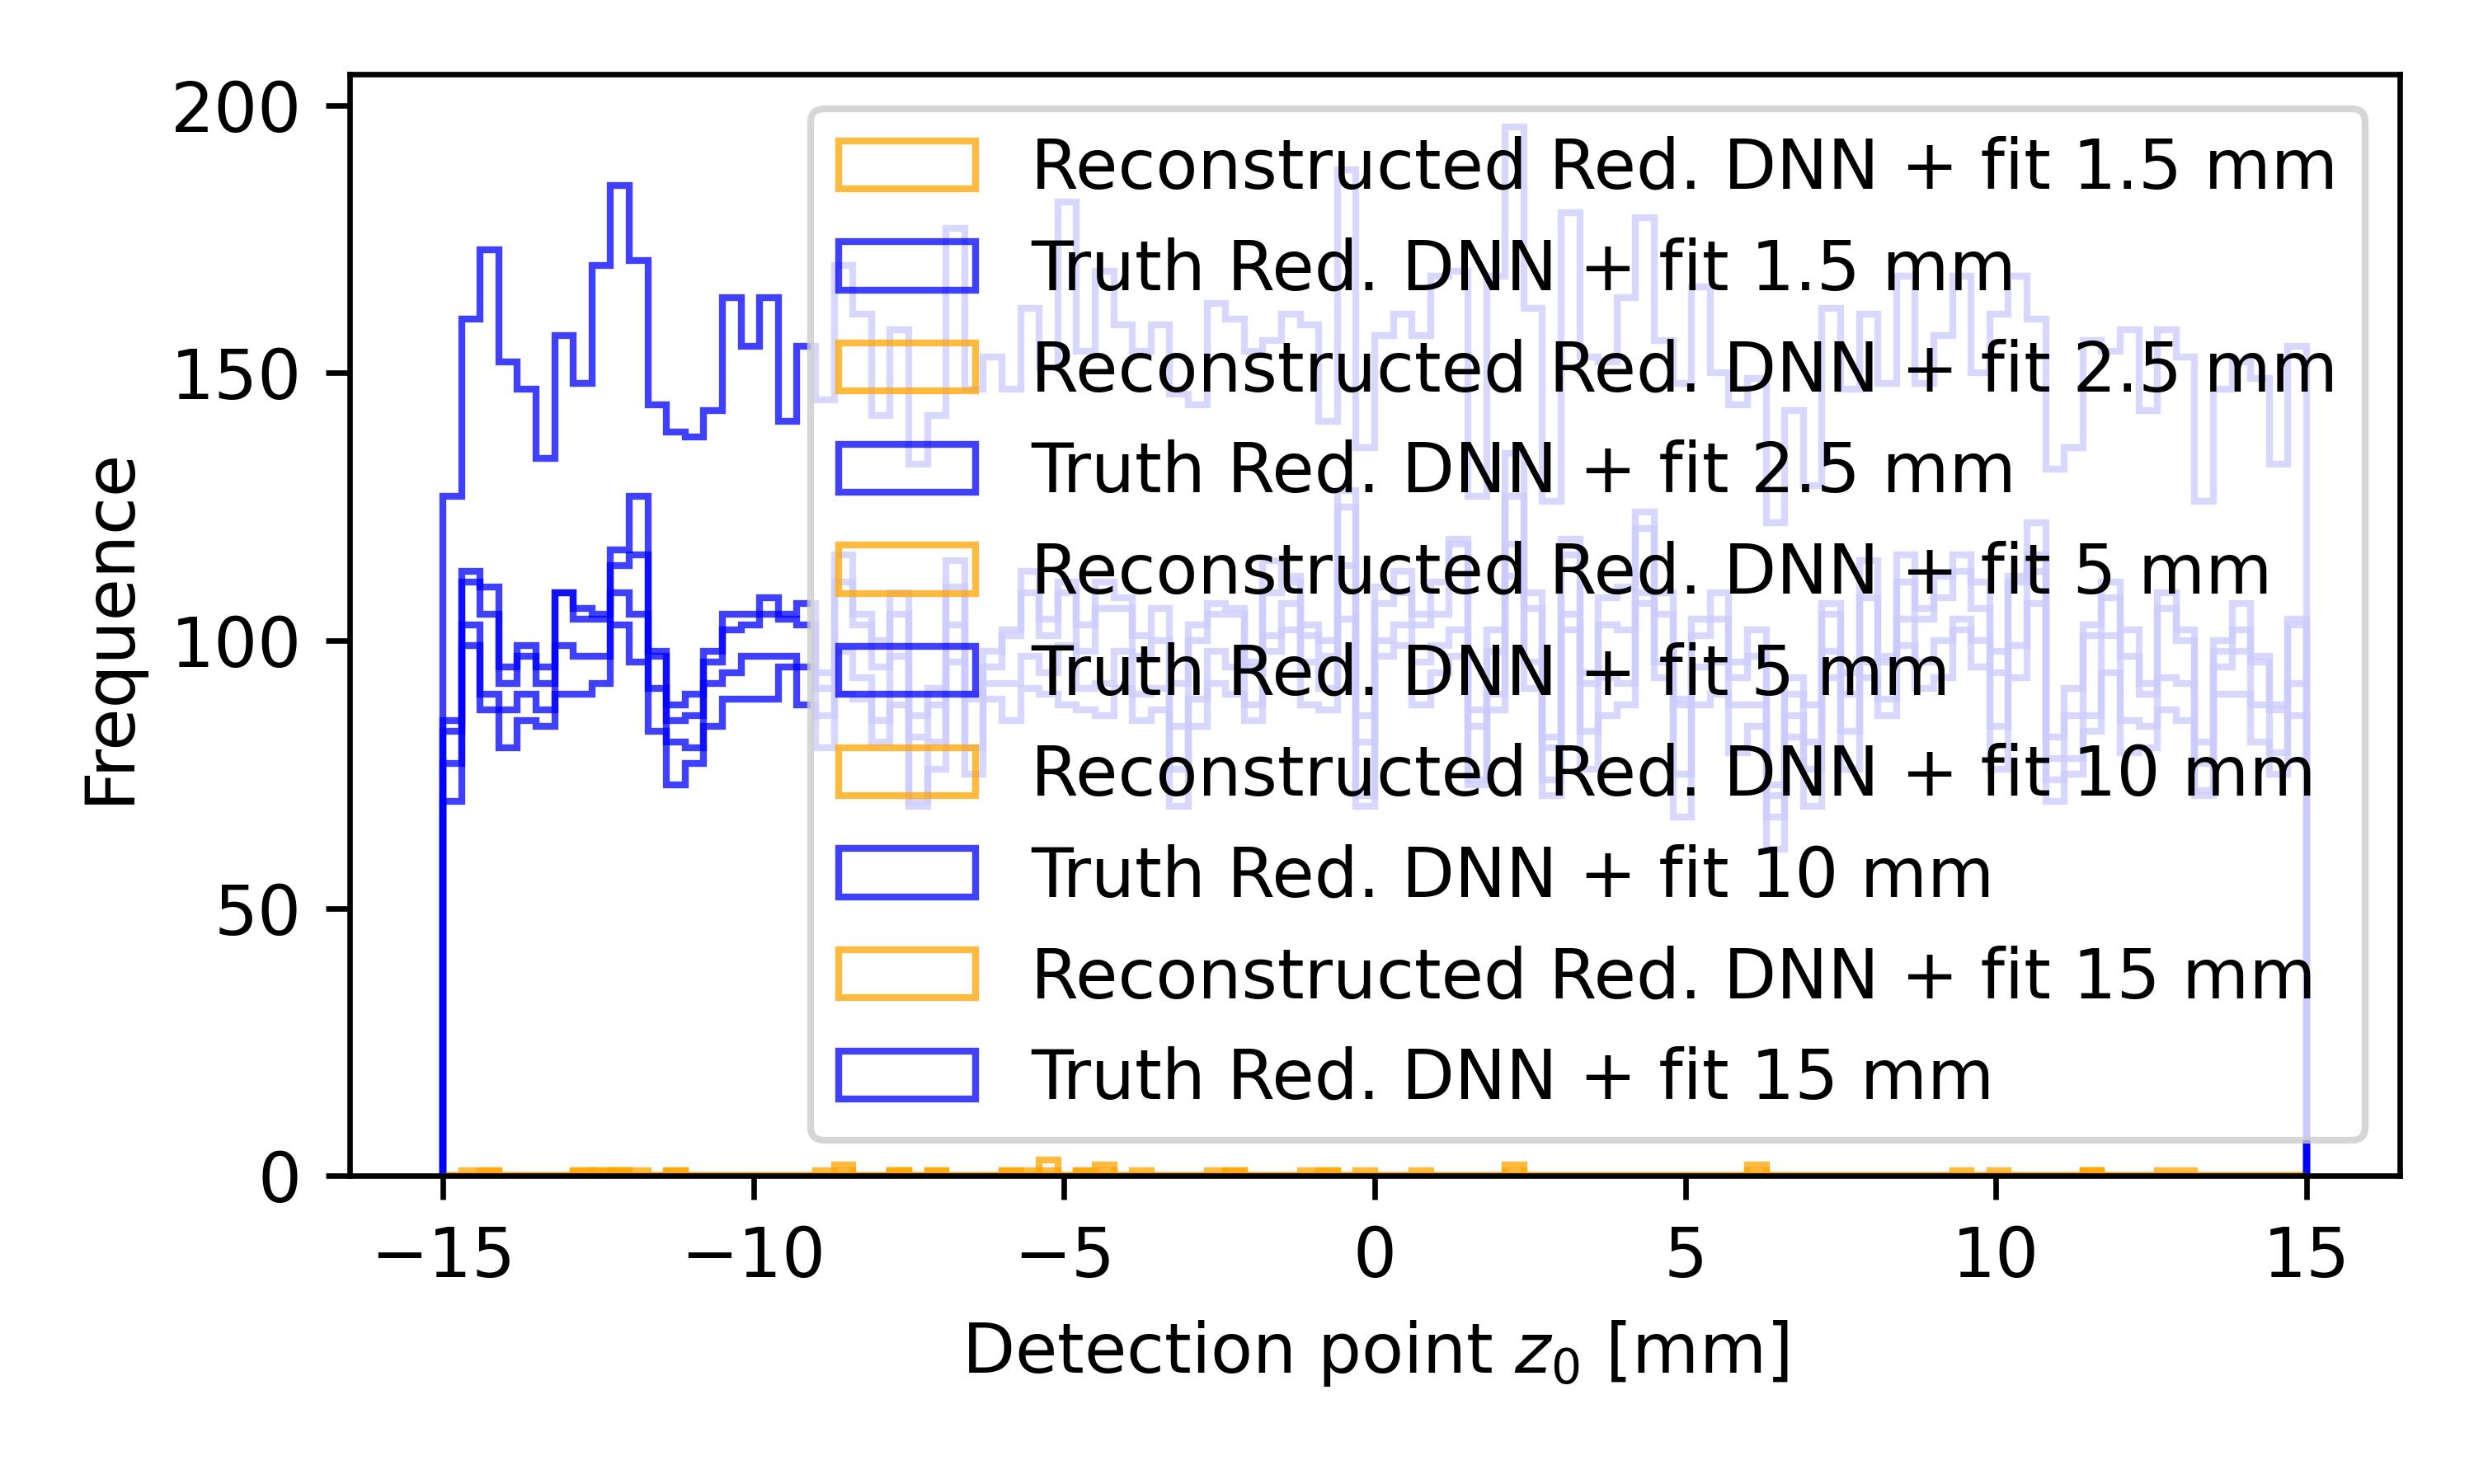 200
150
100
50
0
Frequence
Reconstructed Red. DNN + fit 1.5 mm
Truth Red. DNN + fit 1.5 mm
Reconstructed Red. DNN + fit 2.5 mm
Truth Red. DNN + fit 2.5 mm
Reconstructed Red. DNN + fit 5 mm
Truth Red. DNN + fit 5 mm
Reconstructed Red. DNN + fit 10 mm
Truth Red. DNN + fit 10 mm
Reconstructed Red. DNN + fit 15 mm
Truth Red. DNN + fit 15 mm
−15 −10 −5 0 5 10 15
Detection point z₀ [mm]